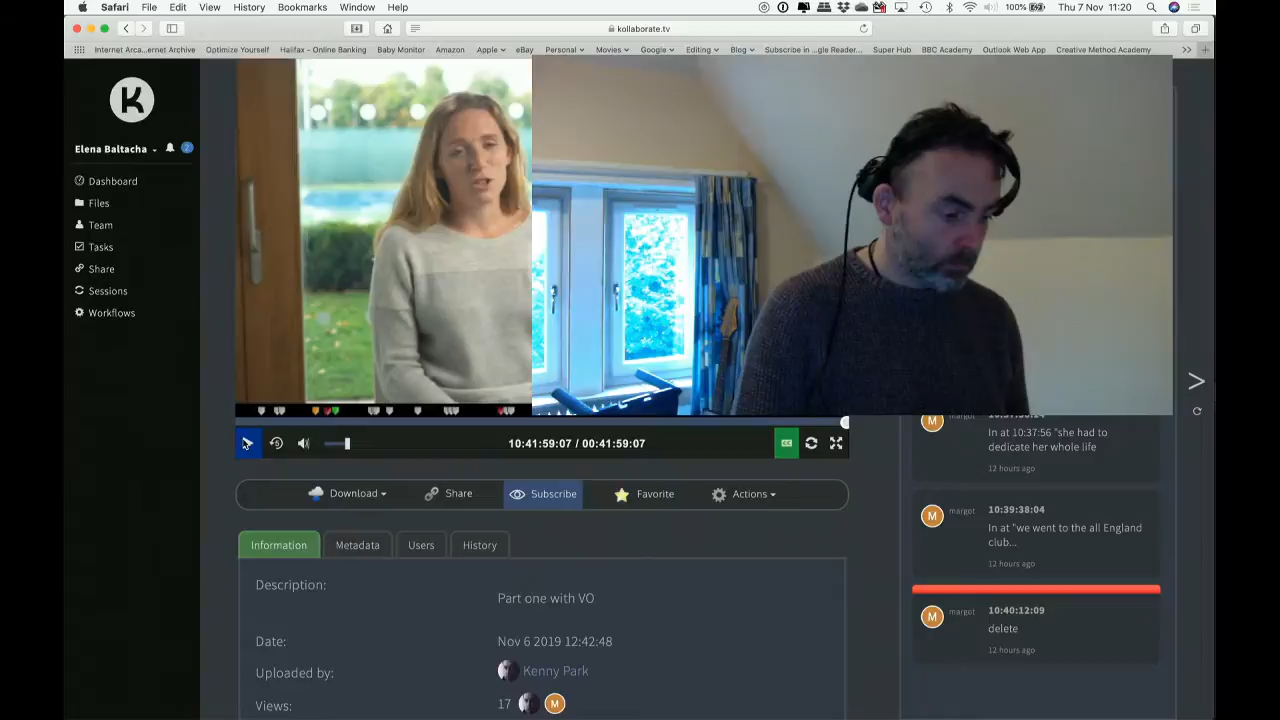 Safari File Edit View History Bookmarks Window Help 100% Thu 7 Nov 11:20
kollaborate.tv
Internet Arca...ernet Archive Optimize Yourself Halifax - Online Banking Baby Monitor Amazon Apple eBay Personal Movies Google Editing Blog Subscribe in ...gle Reader... Super Hub BBC Academy Outlook Web App Creative Method Academy
K
Elena Baltacha 2
Dashboard
Files
Team
Tasks
Share
Sessions
Workflows
5 10:41:59:07 / 00:41:59:07 CC
Download Share Subscribe Favorite Actions
Information Metadata Users History
Description:
Part one with VO
Date: Nov 6 2019 12:42:48
Uploaded by: Kenny Park
Views: 17 M
M margot
In at 10:37:56 "she had to
dedicate her whole life
12 hours ago
M margot 10:39:38:04
In at "we went to the all England
club...
12 hours ago
M margot 10:40:12:09
delete
12 hours ago